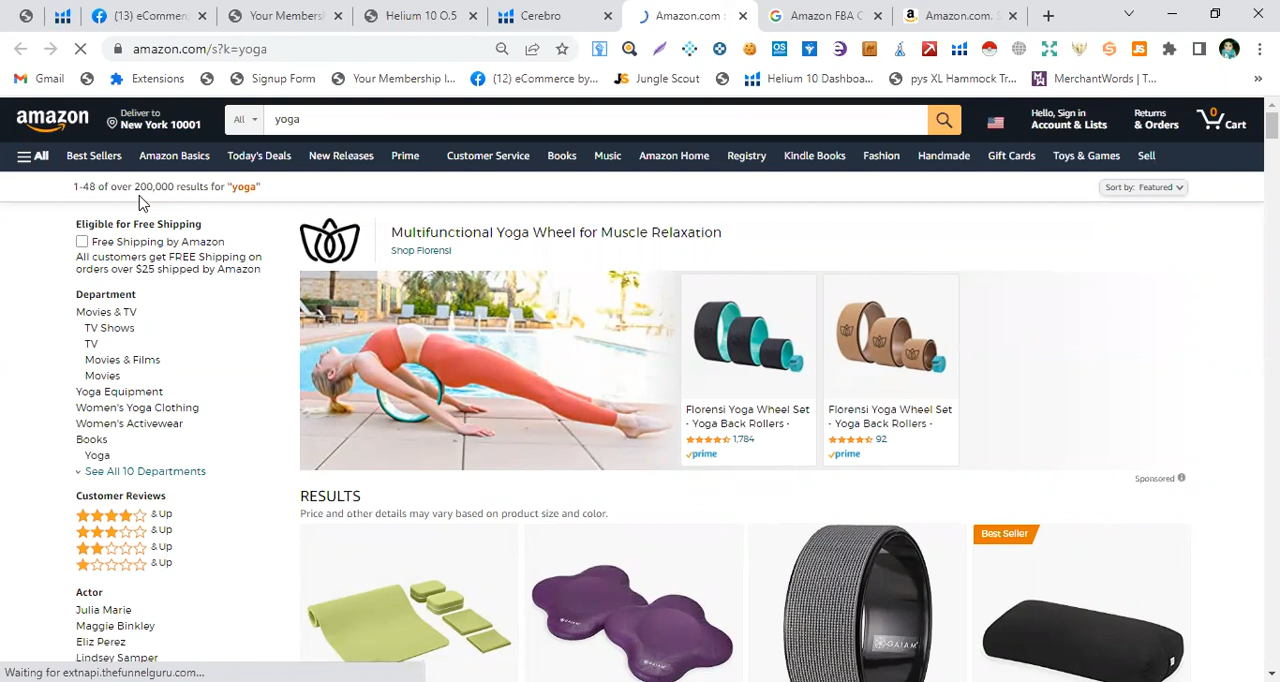 (13) eCommen
Your Membersh
Helium 10 O.5
Cerebro
Amazon.com :
Amazon FBA C
Amazon.com. S
amazon.com/s?k=yoga
Gmail
Extensions
Signup Form
Your Membership I...
(12) eCommerce by...
Jungle Scout
Helium 10 Dashboa...
pys XL Hammock Tr...
MerchantWords | T...
amazon
Deliver to
New York 10001
All
yoga
Hello, Sign in
Account & Lists
Returns
& Orders
0
Cart
All
Best Sellers
Amazon Basics
Today's Deals
New Releases
Prime
Customer Service
Books
Music
Amazon Home
Registry
Kindle Books
Fashion
Handmade
Gift Cards
Toys & Games
Sell
1-48 of over 200,000 results for "yoga"
Sort by: Featured
Eligible for Free Shipping
Free Shipping by Amazon
All customers get FREE Shipping on
orders over $25 shipped by Amazon
Department
Movies & TV
TV Shows
TV
Movies & Films
Movies
Yoga Equipment
Women's Yoga Clothing
Women's Activewear
Books
Yoga
See All 10 Departments
Customer Reviews
& Up
& Up
& Up
& Up
Actor
Julia Marie
Maggie Binkley
Eliz Perez
Lindsey Samper
Multifunctional Yoga Wheel for Muscle Relaxation
Shop Florensi
Florensi Yoga Wheel Set
- Yoga Back Rollers -
1,784
prime
Florensi Yoga Wheel Set
- Yoga Back Rollers -
92
prime
Sponsored
RESULTS
Price and other details may vary based on product size and color.
GAIAM
Best Seller
Waiting for extnapi.thefunnelguru.com...